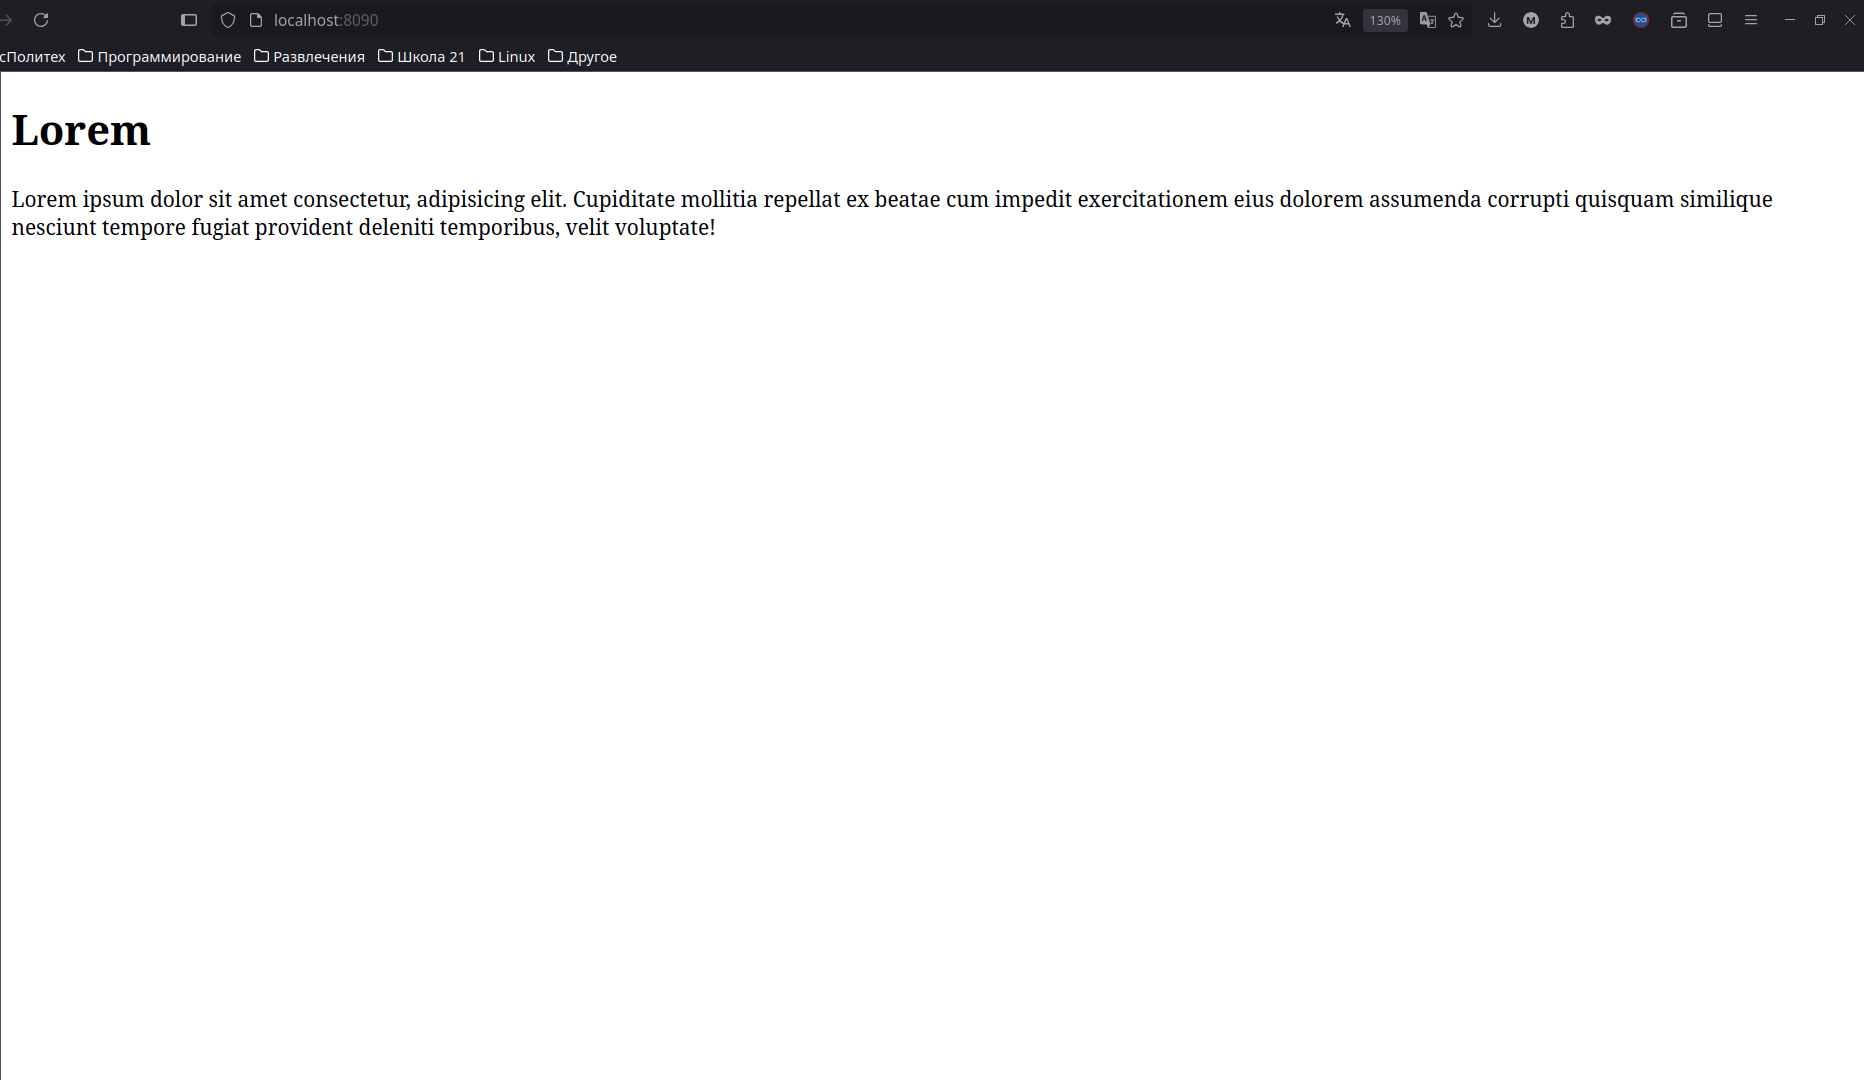 localhost:8090
130%
сПолитех Программирование Развлечения Школа 21 Linux Другое
Lorem
Lorem ipsum dolor sit amet consectetur, adipisicing elit. Cupiditate mollitia repellat ex beatae cum impedit exercitationem eius dolorem assumenda corrupti quisquam similique
nesciunt tempore fugiat provident deleniti temporibus, velit voluptate!